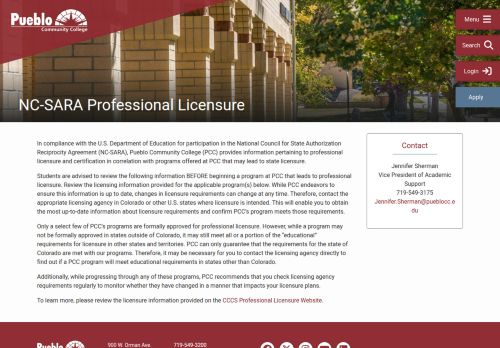 Pueblo
Community College
Menu
Search
Login
Apply
NC-SARA Professional Licensure
In compliance with the U.S. Department of Education for participation in the National Council for State Authorization
Reciprocity Agreement (NC-SARA), Pueblo Community College (PCC) provides information pertaining to professional
licensure and certification in correlation with programs offered at PCC that may lead to state licensure.
Students are advised to review the following information BEFORE beginning a program at PCC that leads to professional
licensure. Review the licensing information provided for the applicable program(s) below. While PCC endeavors to
ensure this information is up to date, changes in licensure requirements can change at any time. Therefore, contact the
appropriate licensing agency in Colorado or other U.S. states where licensure is intended. This will enable you to obtain
the most up-to-date information about licensure requirements and confirm PCC's program meets those requirements.
Only a select few of PCC's programs are formally approved for professional licensure. However, while a program may
not be formally approved in states outside of Colorado, it may still meet all or a portion of the "educational"
requirements for licensure in other states and territories. PCC can only guarantee that the requirements for the state of
Colorado are met with our programs. Therefore, it may be necessary for you to contact the licensing agency directly to
find out if a PCC program will meet educational requirements in states other than Colorado.
Additionally, while progressing through any of these programs, PCC recommends that you check licensing agency
requirements regularly to monitor whether they have changed in a manner that impacts your licensure plans.
To learn more, please review the licensure information provided on the CCCS Professional Licensure Website.
Contact
Jennifer Sherman
Vice President of Academic
Support
719-549-3175
Jennifer.Sherman@pueblocc.e
du
Pueblo
900 W. Orman Ave.
719-549-3200